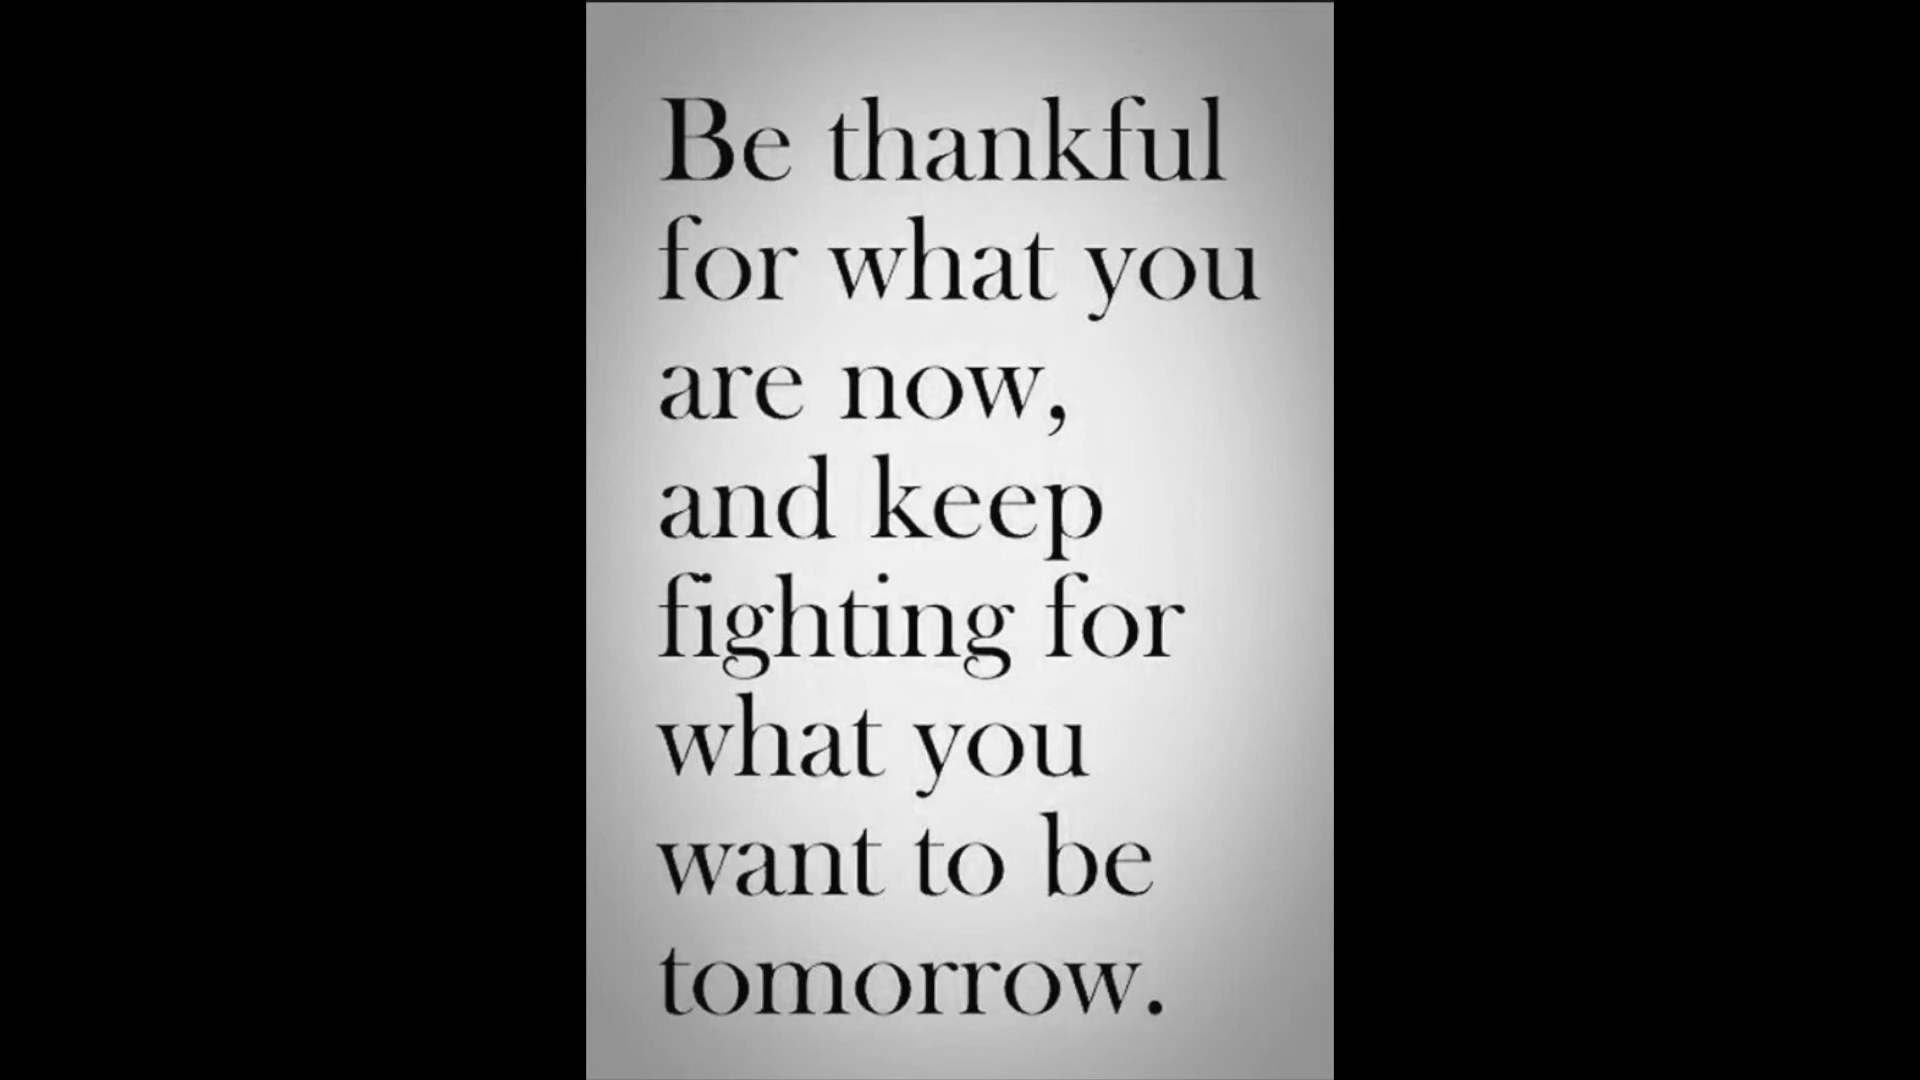 Be thankful
for what you
are now,
and keep
fighting for
what you
want to be
tomorrow.